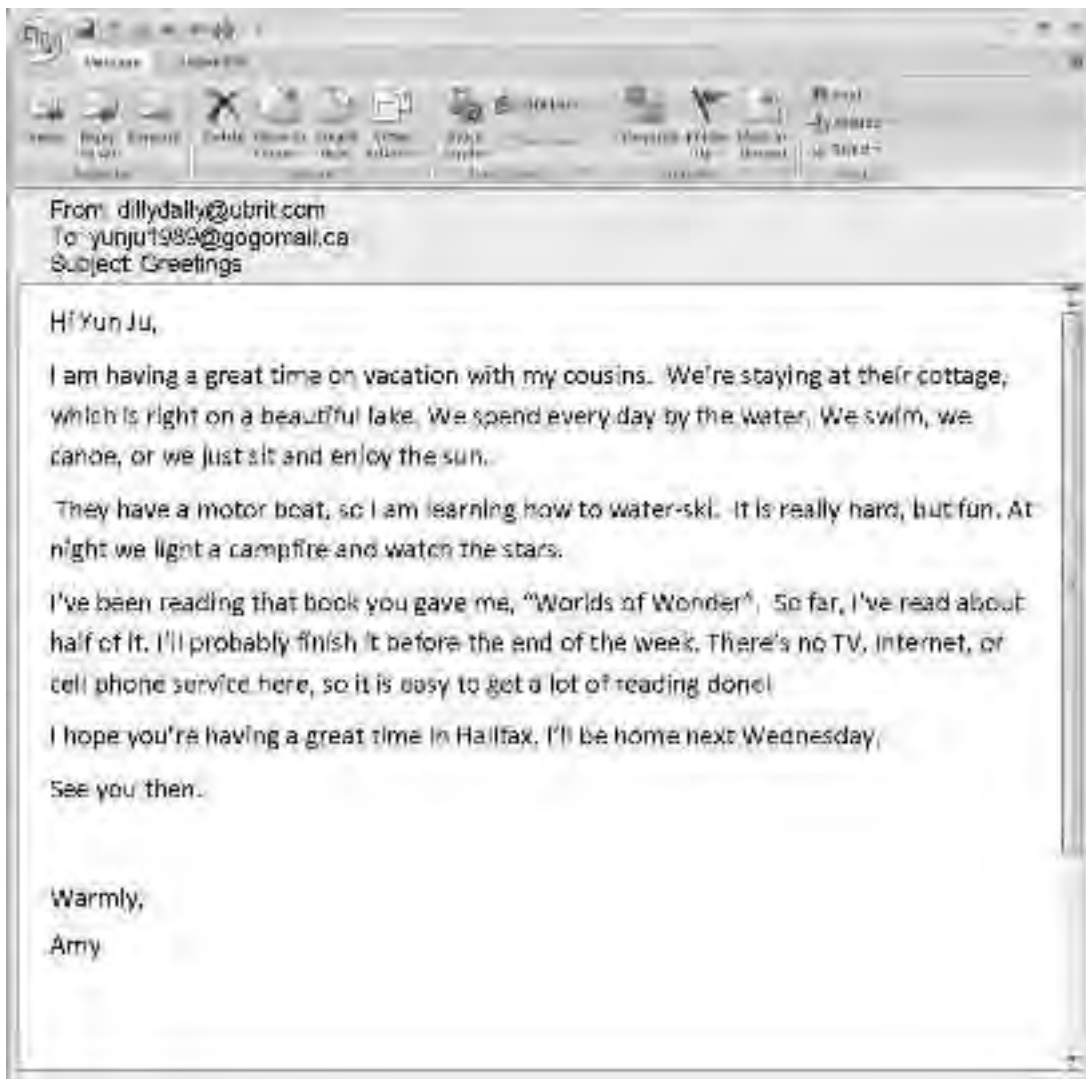 Message
Delete
From: dillydally@ubrit.com
To: yunju1989@gogomail.ca
Subject: Greetings
Hi Yun Ju,
I am having a great time on vacation with my cousins. We're staying at their cottage,
which is right on a beautiful lake. We spend every day by the water. We swim, we
canoe, or we just sit and enjoy the sun.
They have a motor boat, so I am learning how to water-ski. It is really hard, but fun. At
night we light a campfire and watch the stars.
I've been reading that book you gave me, "Worlds of Wonder". So far, I've read about
half of it. I'll probably finish it before the end of the week. There's no TV, internet, or
cell phone service here, so it is easy to get a lot of reading done!
I hope you're having a great time in Halifax. I'll be home next Wednesday.
See you then.
Warmly,
Amy